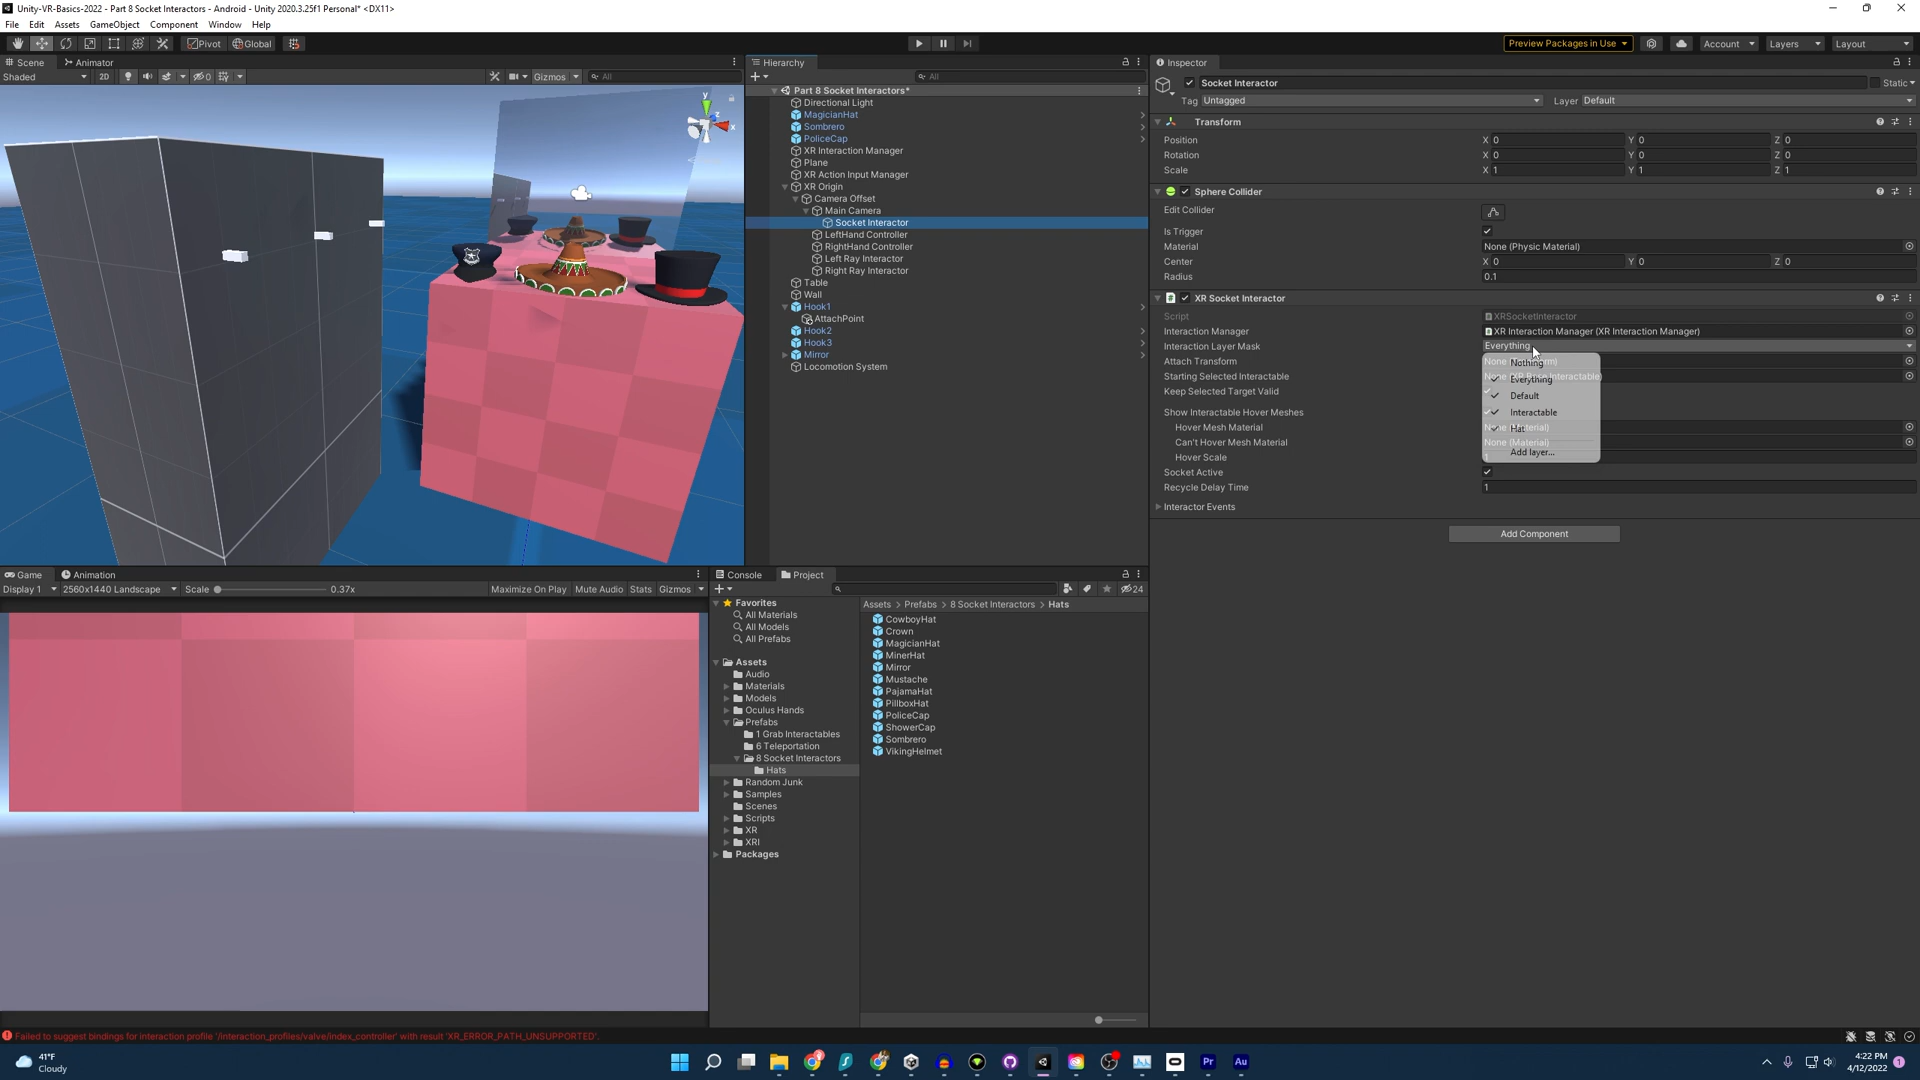 Unity-VR-Basics-2022 - Part 8 Socket Interactors - Android - Unity 2020.3.25f1 Personal* <DX11>
File Edit Assets GameObject Component Window Help
Pivot Global
Preview Packages in Use Account Layers Layout
Scene Animator
Shaded 2D 0 Gizmos All
y x
Hierarchy
All
Part 8 Socket Interactors*
Directional Light
MagicianHat
Sombrero
PoliceCap
XR Interaction Manager
Plane
XR Action Input Manager
XR Origin
Camera Offset
Main Camera
Socket Interactor
LeftHand Controller
RightHand Controller
Left Ray Interactor
Right Ray Interactor
Table
Wall
Hook1
AttachPoint
Hook2
Hook3
Mirror
Locomotion System
Inspector
Socket Interactor Static
Tag Untagged Layer Default
Transform
Position X 0 Y 0 Z 0
Rotation X 0 Y 0 Z 0
Scale X 1 Y 1 Z 1
Sphere Collider
Edit Collider
Is Trigger
Material None (Physic Material)
Center X 0 Y 0 Z 0
Radius 0.1
XR Socket Interactor
Script XRSocketInteractor
Interaction Manager XR Interaction Manager (XR Interaction Manager)
Interaction Layer Mask Everything
Attach Transform
Starting Selected Interactable
Keep Selected Target Valid
Show Interactable Hover Meshes
Hover Mesh Material
Can't Hover Mesh Material None (Material)
Hover Scale 1
Socket Active
Recycle Delay Time 1
Interactor Events
Nothing
Everything
Default
Interactable
Hat
Add layer...
Add Component
Game Animation
Display 1 2560x1440 Landscape Scale 0.37x Maximize On Play Mute Audio Stats Gizmos
Console Project
24
Favorites
All Materials
All Models
All Prefabs
Assets
Audio
Materials
Models
Oculus Hands
Prefabs
1 Grab Interactables
6 Teleportation
8 Socket Interactors
Hats
Random Junk
Samples
Scenes
Scripts
XR
XRI
Packages
Assets > Prefabs > 8 Socket Interactors > Hats
CowboyHat
Crown
MagicianHat
MinerHat
Mirror
Mustache
PajamaHat
PillboxHat
PoliceCap
ShowerCap
Sombrero
VikingHelmet
Failed to suggest bindings for interaction profile '/interaction_profiles/valve/index_controller' with result 'XR_ERROR_PATH_UNSUPPORTED'.
41°F
Cloudy
Pr Au
4:22 PM
4/12/2022 1